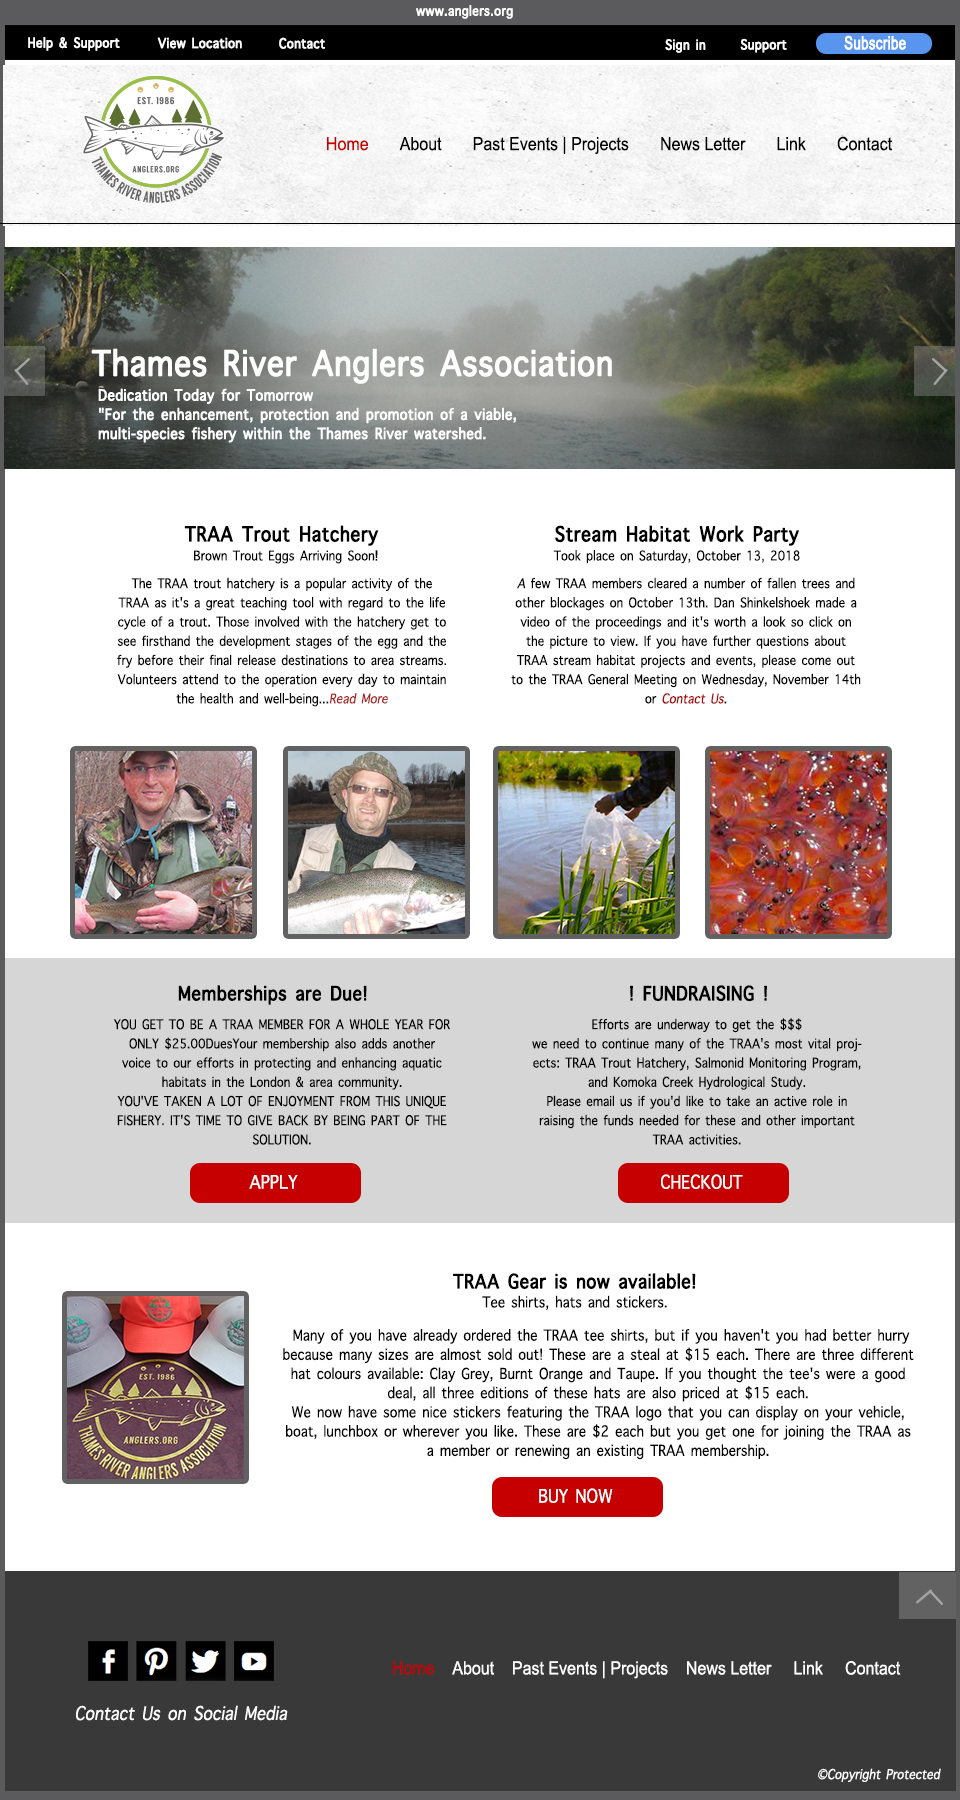 www.anglers.org
Help & Support View Location Contact Sign in Support Subscribe
EST. 1986
ANGLERS.ORG
THAMES RIVER ANGLERS ASSOCIATION
Home About Past Events | Projects News Letter Link Contact
Thames River Anglers Association
Dedication Today for Tomorrow
"For the enhancement, protection and promotion of a viable,
multi-species fishery within the Thames River watershed.
TRAA Trout Hatchery
Brown Trout Eggs Arriving Soon!
The TRAA trout hatchery is a popular activity of the
TRAA as it's a great teaching tool with regard to the life
cycle of a trout. Those involved with the hatchery get to
see firsthand the development stages of the egg and the
fry before their final release destinations to area streams.
Volunteers attend to the operation every day to maintain
the health and well-being...Read More
Stream Habitat Work Party
Took place on Saturday, October 13, 2018
A few TRAA members cleared a number of fallen trees and
other blockages on October 13th. Dan Shinkelshoek made a
video of the proceedings and it's worth a look so click on
the picture to view. If you have further questions about
TRAA stream habitat projects and events, please come out
to the TRAA General Meeting on Wednesday, November 14th
or Contact Us.
Memberships are Due!
YOU GET TO BE A TRAA MEMBER FOR A WHOLE YEAR FOR
ONLY $25.00DuesYour membership also adds another
voice to our efforts in protecting and enhancing aquatic
habitats in the London & area community.
YOU'VE TAKEN A LOT OF ENJOYMENT FROM THIS UNIQUE
FISHERY. IT'S TIME TO GIVE BACK BY BEING PART OF THE
SOLUTION.
APPLY
! FUNDRAISING !
Efforts are underway to get the $$$
we need to continue many of the TRAA's most vital proj-
ects: TRAA Trout Hatchery, Salmonid Monitoring Program,
and Komoka Creek Hydrological Study.
Please email us if you'd like to take an active role in
raising the funds needed for these and other important
TRAA activities.
CHECKOUT
EST. 1986
ANGLERS.ORG
THAMES RIVER ANGLERS ASSOCIATION
TRAA Gear is now available!
Tee shirts, hats and stickers.
Many of you have already ordered the TRAA tee shirts, but if you haven't you had better hurry
because many sizes are almost sold out! These are a steal at $15 each. There are three different
hat colours available: Clay Grey, Burnt Orange and Taupe. If you thought the tee's were a good
deal, all three editions of these hats are also priced at $15 each.
We now have some nice stickers featuring the TRAA logo that you can display on your vehicle,
boat, lunchbox or wherever you like. These are $2 each but you get one for joining the TRAA as
a member or renewing an existing TRAA membership.
BUY NOW
Home About Past Events | Projects News Letter Link Contact
Contact Us on Social Media
©Copyright Protected